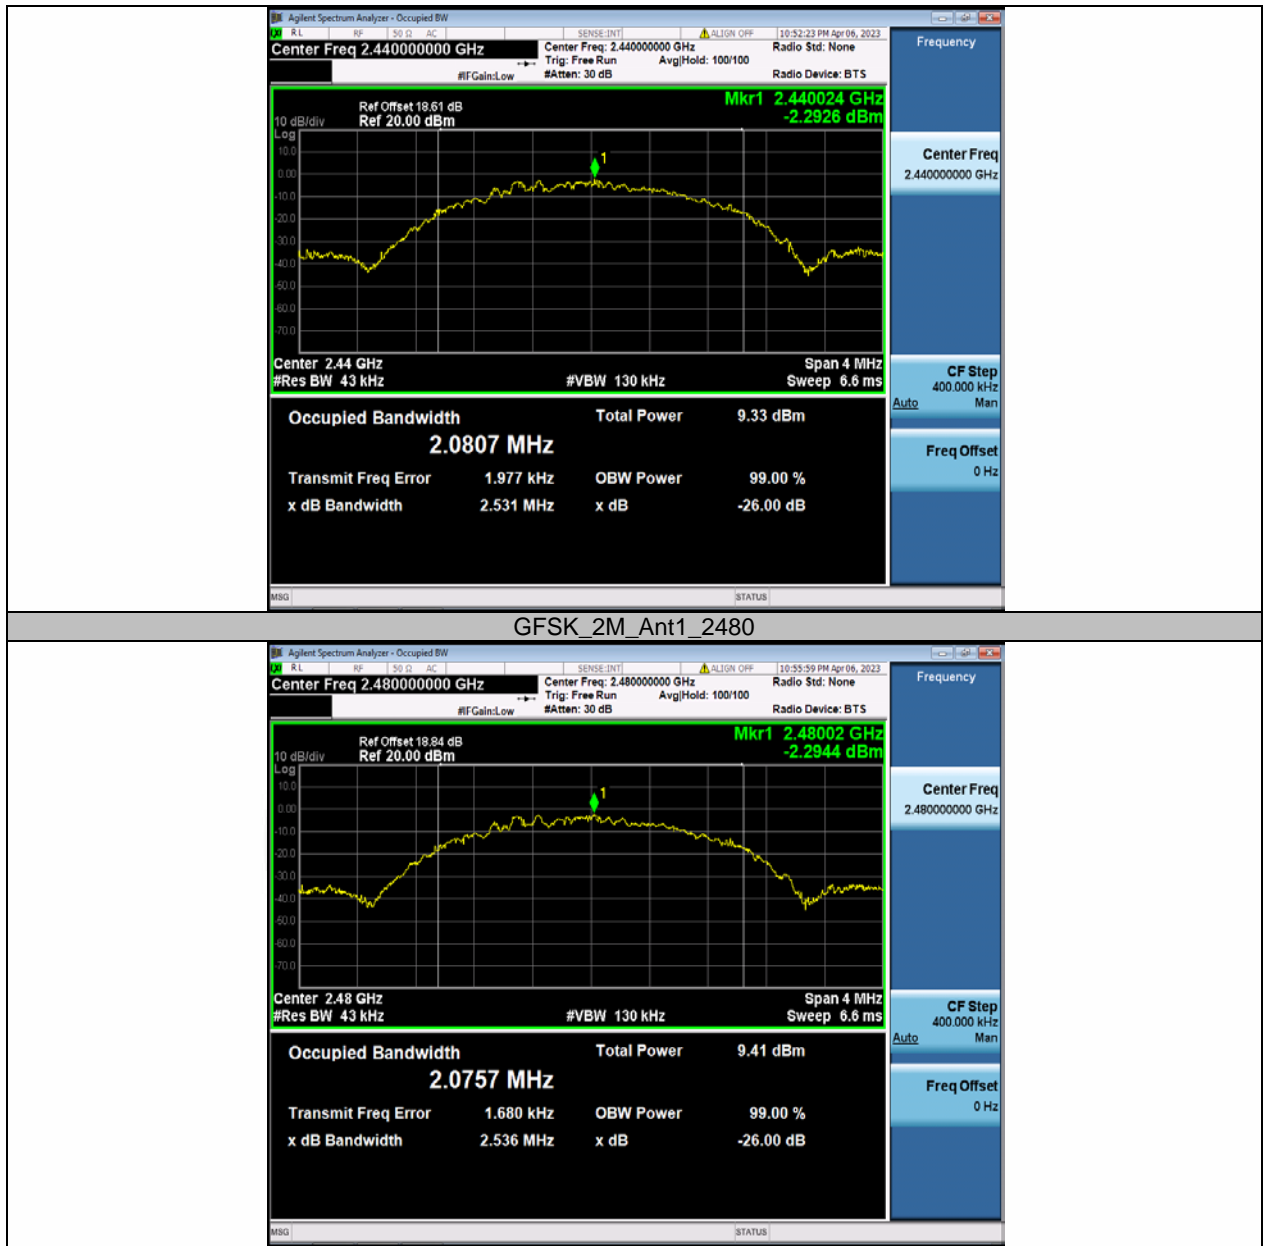 Agilent Spectrum Analyzer - Occupied BW
RL RF 50 Ω AC SENSE:INT ALIGN OFF 10:52:23 PM Apr 06, 2023
Center Freq 2.440000000 GHz
Center Freq: 2.440000000 GHz
Radio Std: None
Trig: Free Run Avg|Hold: 100/100
#IFGain:Low
#Atten: 30 dB
Radio Device: BTS
Frequency
Mkr1 2.440024 GHz
-2.2926 dBm
Ref Offset 18.61 dB
10 dB/div Ref 20.00 dBm
Log
10.0
0.00
-10.0
-20.0
-30.0
-40.0
-50.0
-60.0
-70.0
1
Center 2.44 GHz Span 4 MHz
#Res BW 43 kHz #VBW 130 kHz Sweep 6.6 ms
Occupied Bandwidth Total Power 9.33 dBm
2.0807 MHz
Transmit Freq Error 1.977 kHz OBW Power 99.00 %
x dB Bandwidth 2.531 MHz x dB -26.00 dB
Center Freq
2.440000000 GHz
CF Step
400.000 kHz
Auto Man
Freq Offset
0 Hz
MSG STATUS
GFSK_2M_Ant1_2480
Agilent Spectrum Analyzer - Occupied BW
RL RF 50 Ω AC SENSE:INT ALIGN OFF 10:55:59 PM Apr 06, 2023
Center Freq 2.480000000 GHz
Center Freq: 2.480000000 GHz
Radio Std: None
Trig: Free Run Avg|Hold: 100/100
#IFGain:Low
#Atten: 30 dB
Radio Device: BTS
Frequency
Mkr1 2.48002 GHz
-2.2944 dBm
Ref Offset 18.84 dB
10 dB/div Ref 20.00 dBm
Log
10.0
0.00
-10.0
-20.0
-30.0
-40.0
-50.0
-60.0
-70.0
1
Center 2.48 GHz Span 4 MHz
#Res BW 43 kHz #VBW 130 kHz Sweep 6.6 ms
Occupied Bandwidth Total Power 9.41 dBm
2.0757 MHz
Transmit Freq Error 1.680 kHz OBW Power 99.00 %
x dB Bandwidth 2.536 MHz x dB -26.00 dB
Center Freq
2.480000000 GHz
CF Step
400.000 kHz
Auto Man
Freq Offset
0 Hz
MSG STATUS